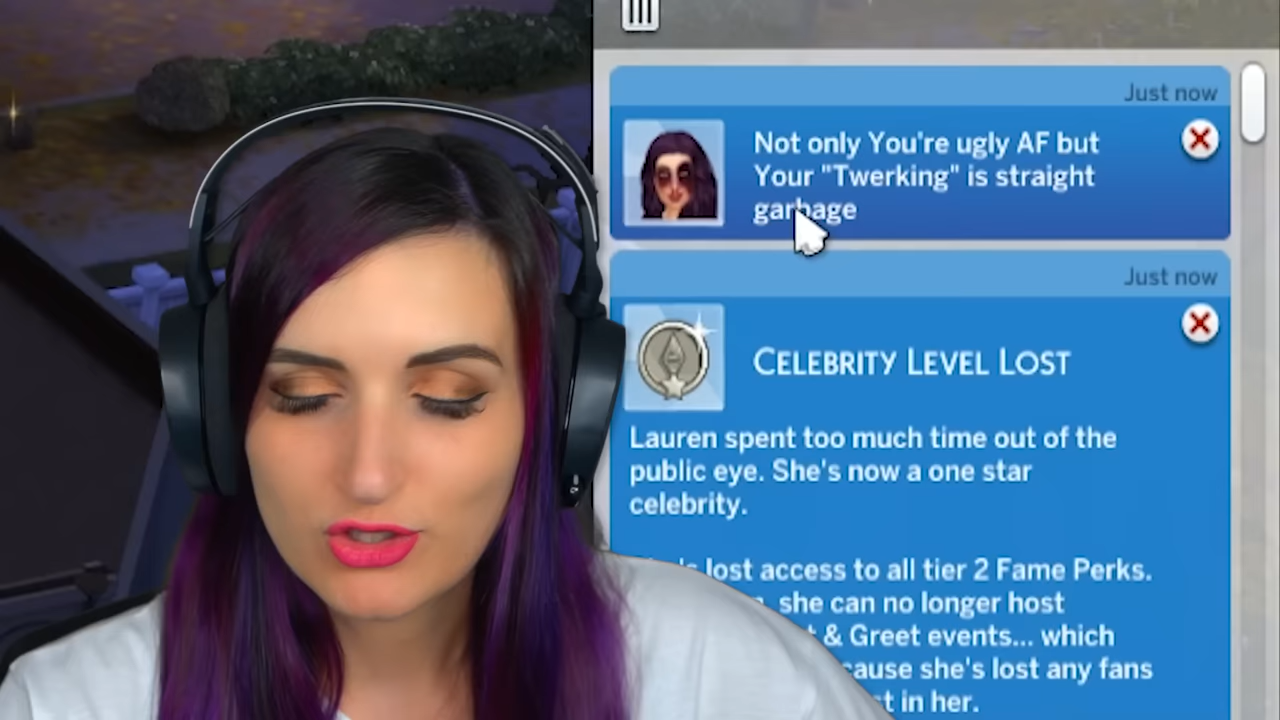 Just now
Not only You're ugly AF but
Your "Twerking" is straight
garbage
Just now
CELEBRITY LEVEL LOST
Lauren spent too much time out of the
public eye. She's now a one star
celebrity.
lost access to all tier 2 Fame Perks.
she can no longer host
& Greet events... which
she's lost any fans
in her.